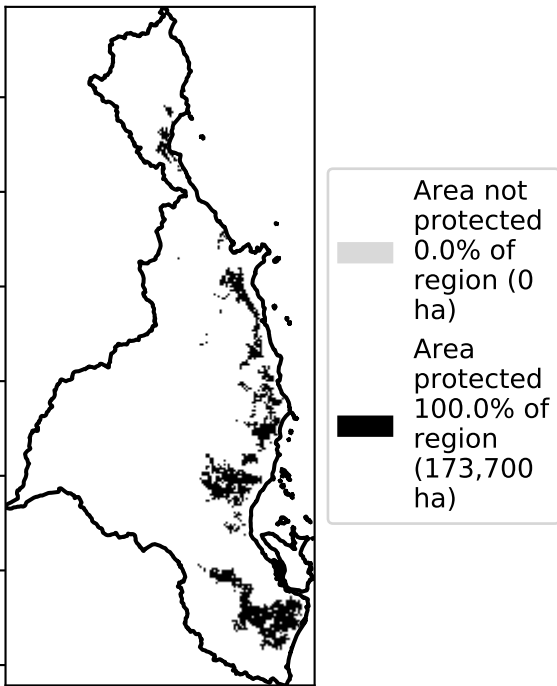 Area not
protected
0.0% of
region (0
ha)
Area
protected
100.0% of
region
(173,700
ha)